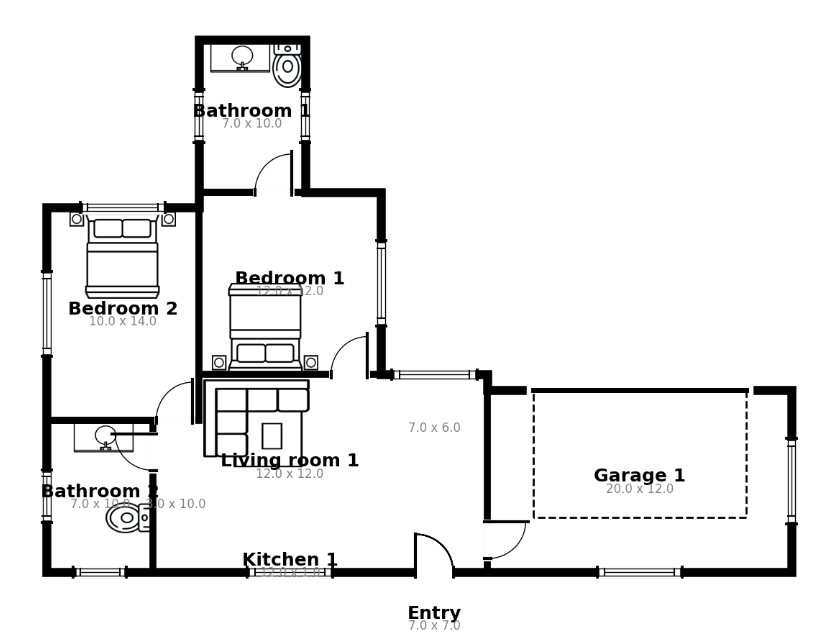 Bathroom 1
7.0 x 10.0
Bedroom 1
12.0 x 12.0
Bedroom 2
10.0 x 14.0
7.0 x 6.0
Living room 1
12.0 x 12.0
Garage 1
20.0 x 12.0
Bathroom 2
7.0 x 10.0
3.0 x 10.0
Kitchen 1
Entry
7.0 x 7.0